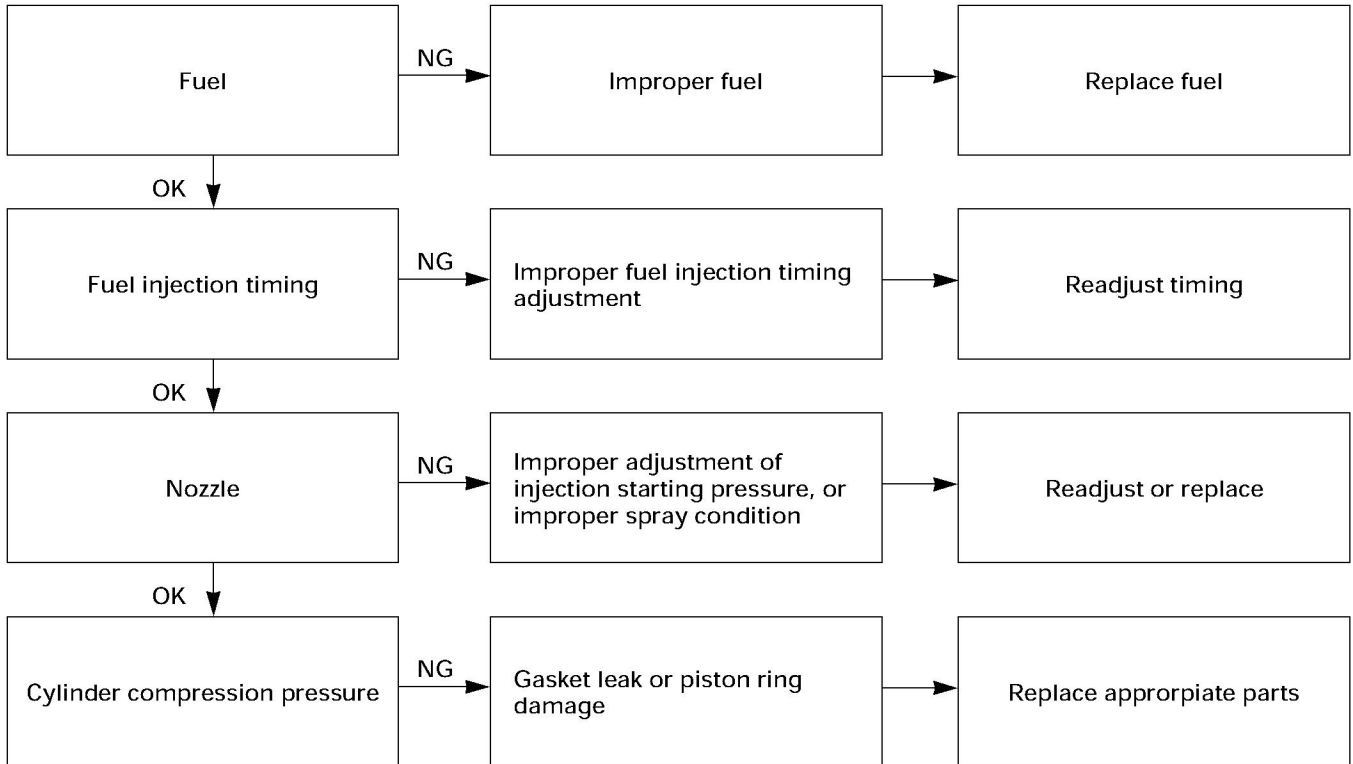 Fuel
NG
Improper fuel
Replace fuel
OK
Fuel injection timing
NG
Improper fuel injection timing
adjustment
Readjust timing
OK
Nozzle
NG
Improper adjustment of
injection starting pressure, or
improper spray condition
Readjust or replace
OK
Cylinder compression pressure
NG
Gasket leak or piston ring
damage
Replace approrpiate parts